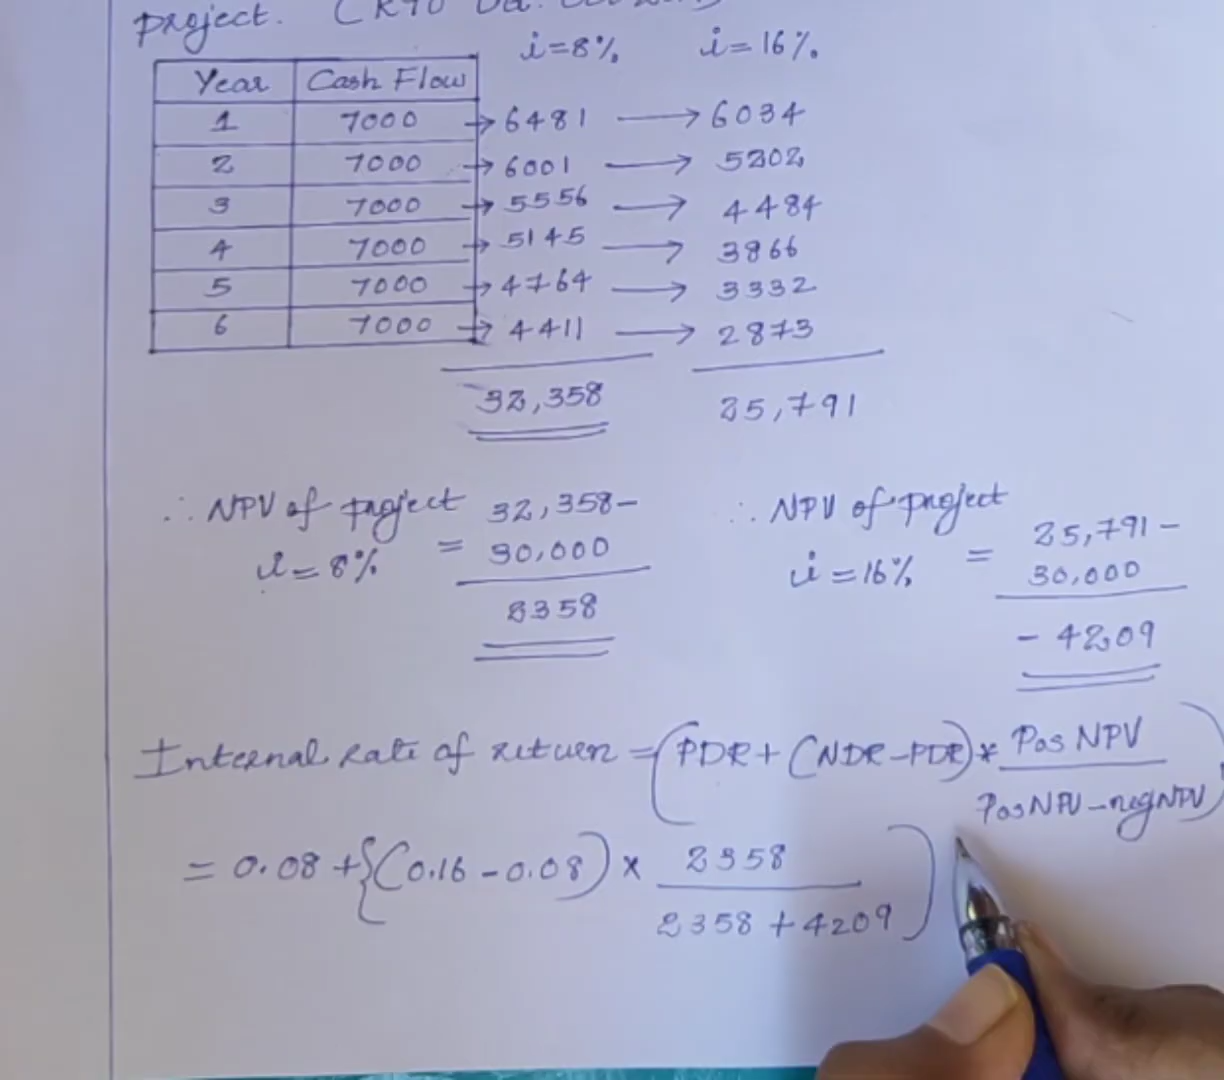 project.
i=8% i=16%
Year Cash Flow
1 7000 → 6481 → 6034
2 7000 → 6001 → 5202
3 7000 → 5556 → 4484
4 7000 → 5145 → 3866
5 7000 → 4764 → 3332
6 7000 → 4411 → 2873
32,358 25,791
∴ NPV of project 32,358- ∴ NPV of project 25,791-
i=8% = 30,000 i=16% = 30,000
2358 - 4209
Internal rate of return = (PDR+(NDR-PDR)* Pos NPV
Pos NPV - neg NPV)
= 0.08 + {(0.16 - 0.08) × 2358
2358 + 4209)